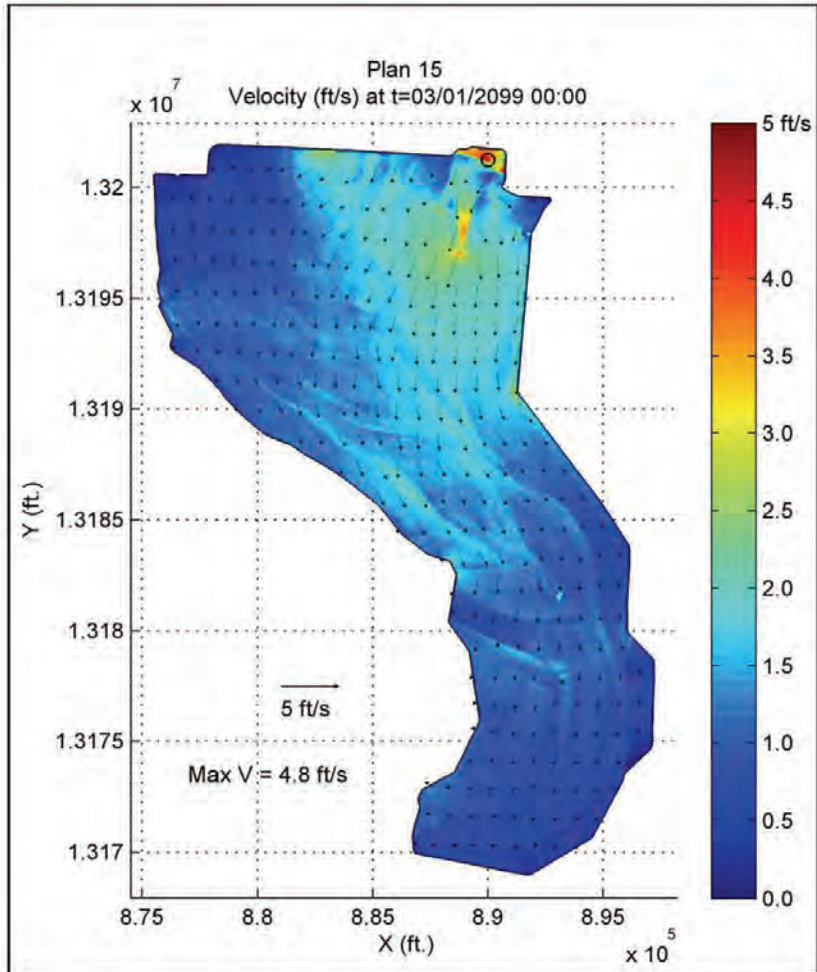 Plan 15
x 10 7
Velocity (ft/s) at t=03/01/2099 00:00
5 ft/s
4.5
4.0
3.5
3.0
2.5
2.0
1.5
1.0
0.5
0.0
1.32
1.3195
1.319
1.3185
1.318
1.3175
1.317
Y (ft.)
5 ft/s
Max V = 4.8 ft/s
8.75
8.8
8.85
8.9
8.95
X (ft.)
x 10 5